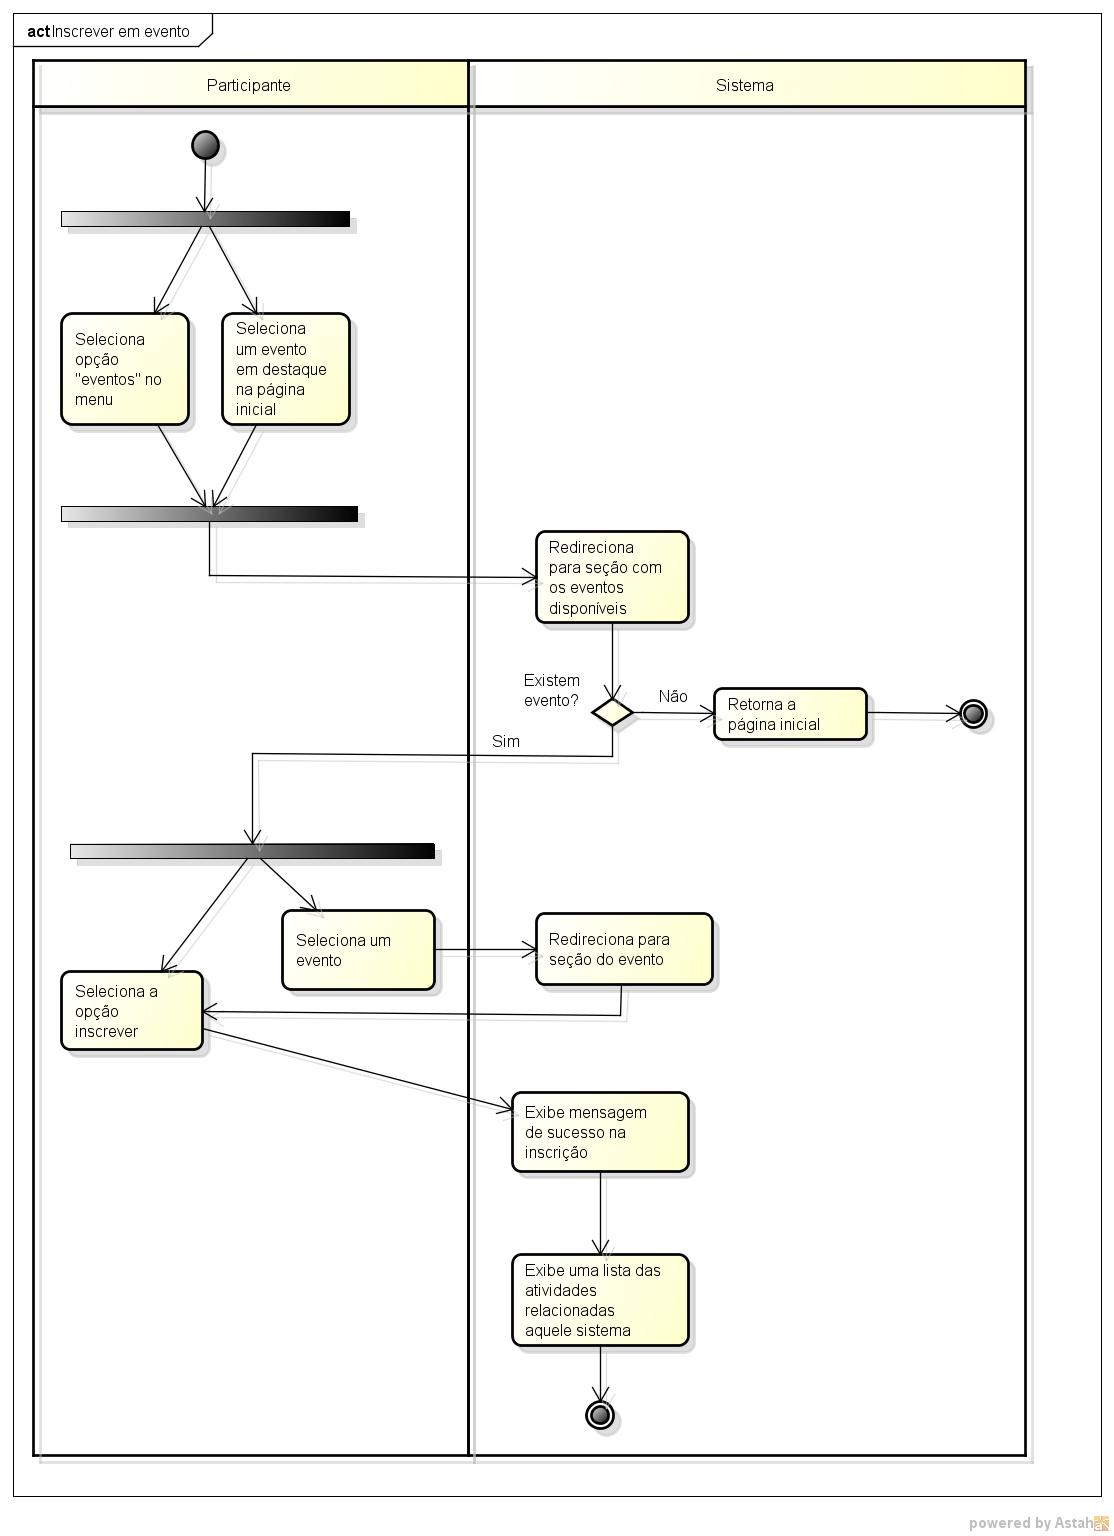 act Inscrever em evento
Participante
Sistema
Seleciona
opção
"eventos" no
menu
Seleciona
um evento
em destaque
na página
inicial
Redireciona
para seção com
os eventos
disponíveis
Existem
evento?
Não
Retorna a
página inicial
Sim
Seleciona um
evento
Redireciona para
seção do evento
Seleciona a
opção
inscrever
Exibe mensagem
de sucesso na
inscrição
Exibe uma lista das
atividades
relacionadas
aquele sistema
powered by Astah